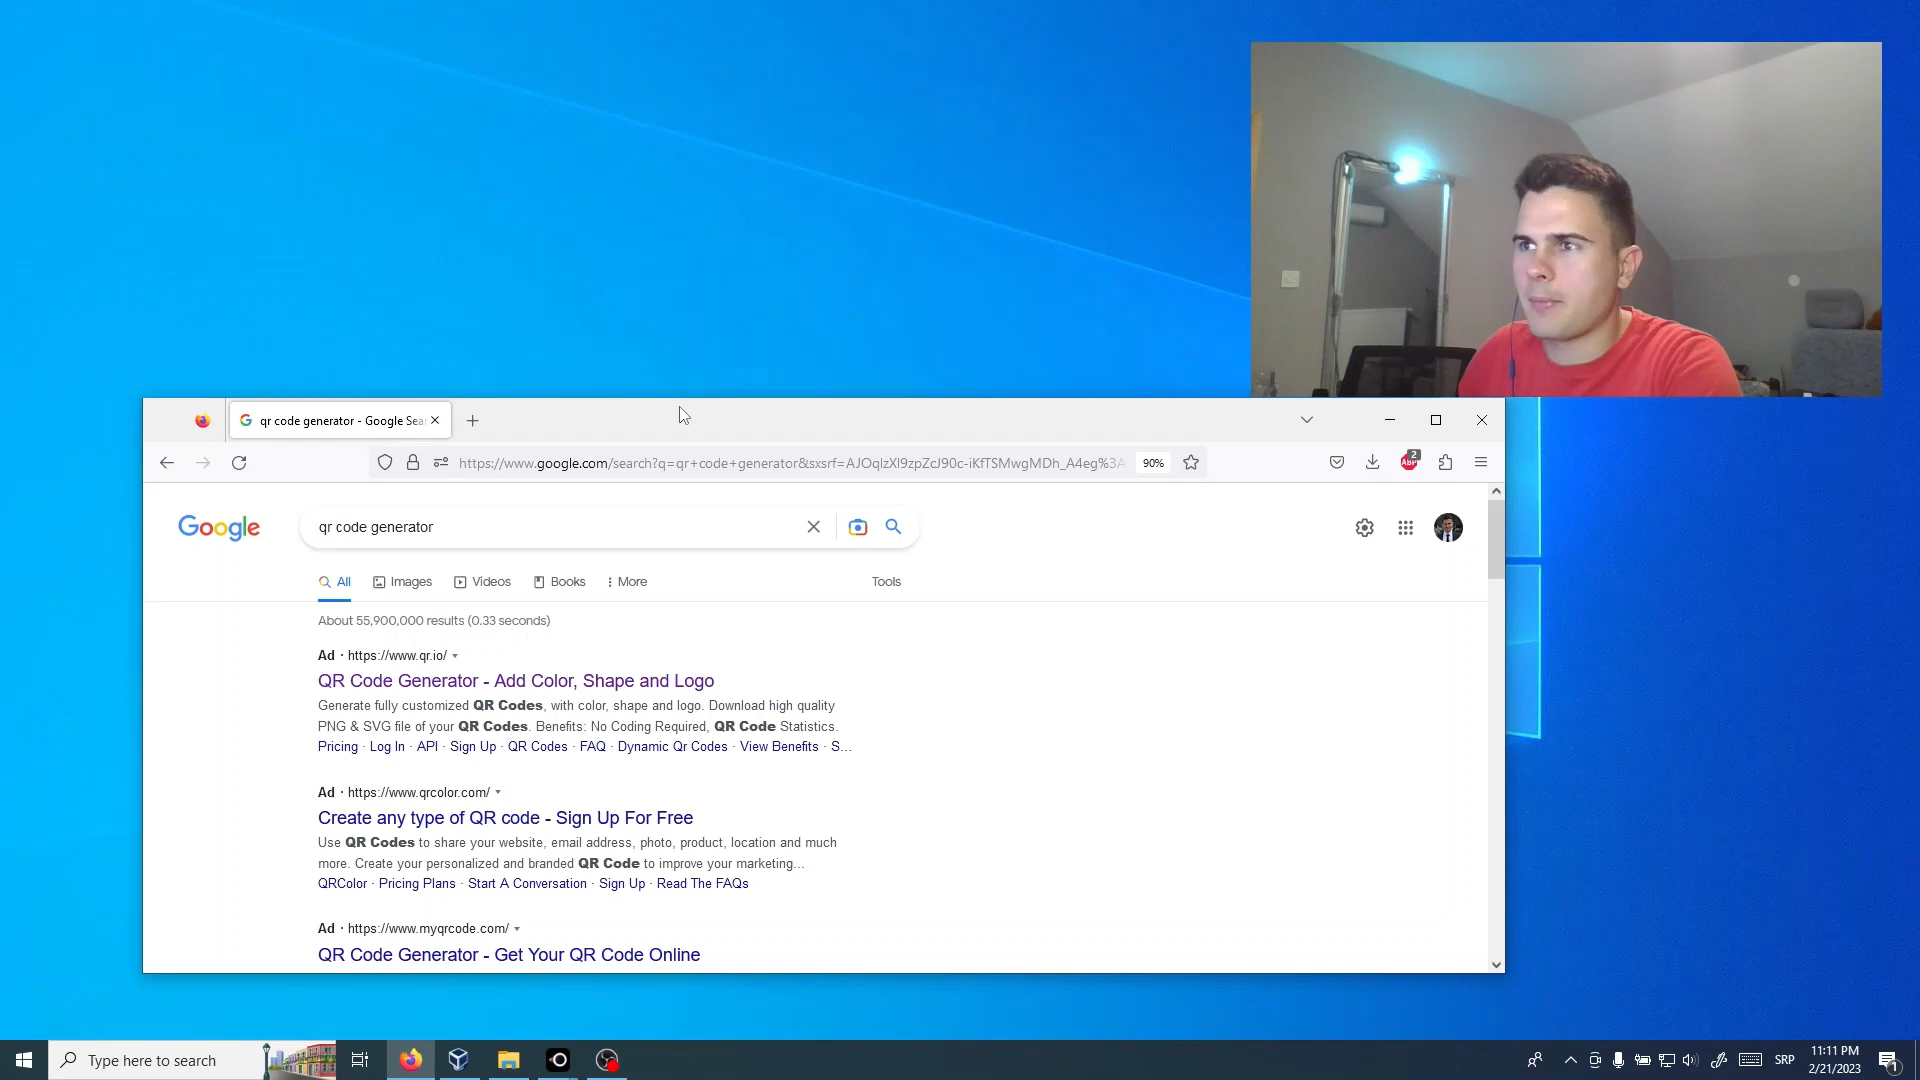 qr code generator - Google Sea
https://www.google.com/search?q=qr+code+generator&sxsrf=AJOqlzXl9zpZcJ90c-iKfTSMwgMDh_A4eg%3A
90%
ABP
2
Google
qr code generator
All
Images
Videos
Books
More
Tools
About 55,900,000 results (0.33 seconds)
Ad · https://www.qr.io/
QR Code Generator - Add Color, Shape and Logo
Generate fully customized QR Codes, with color, shape and logo. Download high quality
PNG & SVG file of your QR Codes. Benefits: No Coding Required, QR Code Statistics.
Pricing · Log In · API · Sign Up · QR Codes · FAQ · Dynamic Qr Codes · View Benefits · S...
Ad · https://www.qrcolor.com/
Create any type of QR code - Sign Up For Free
Use QR Codes to share your website, email address, photo, product, location and much
more. Create your personalized and branded QR Code to improve your marketing...
QRColor · Pricing Plans · Start A Conversation · Sign Up · Read The FAQs
Ad · https://www.myqrcode.com/
QR Code Generator - Get Your QR Code Online
Type here to search
SRP
11:11 PM
2/21/2023
1